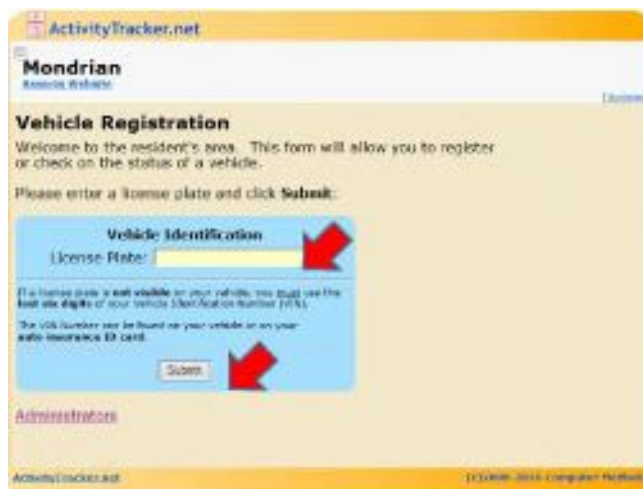 ActivityTracker.net
Mondrian
Website
Vehicle Registration
Welcome to the resident's area. This form will allow you to register
or check on the status of a vehicle.
Please enter a license plate and click Submit:
Vehicle Identification
License Plate:
If a license plate is not visible on your vehicle, you must use the
last six digits of your Vehicle Identification Number (VIN).
The VIN Number can be found on your vehicle or on your
auto insurance ID card.
Submit
Administrators
ActivityTracker.net